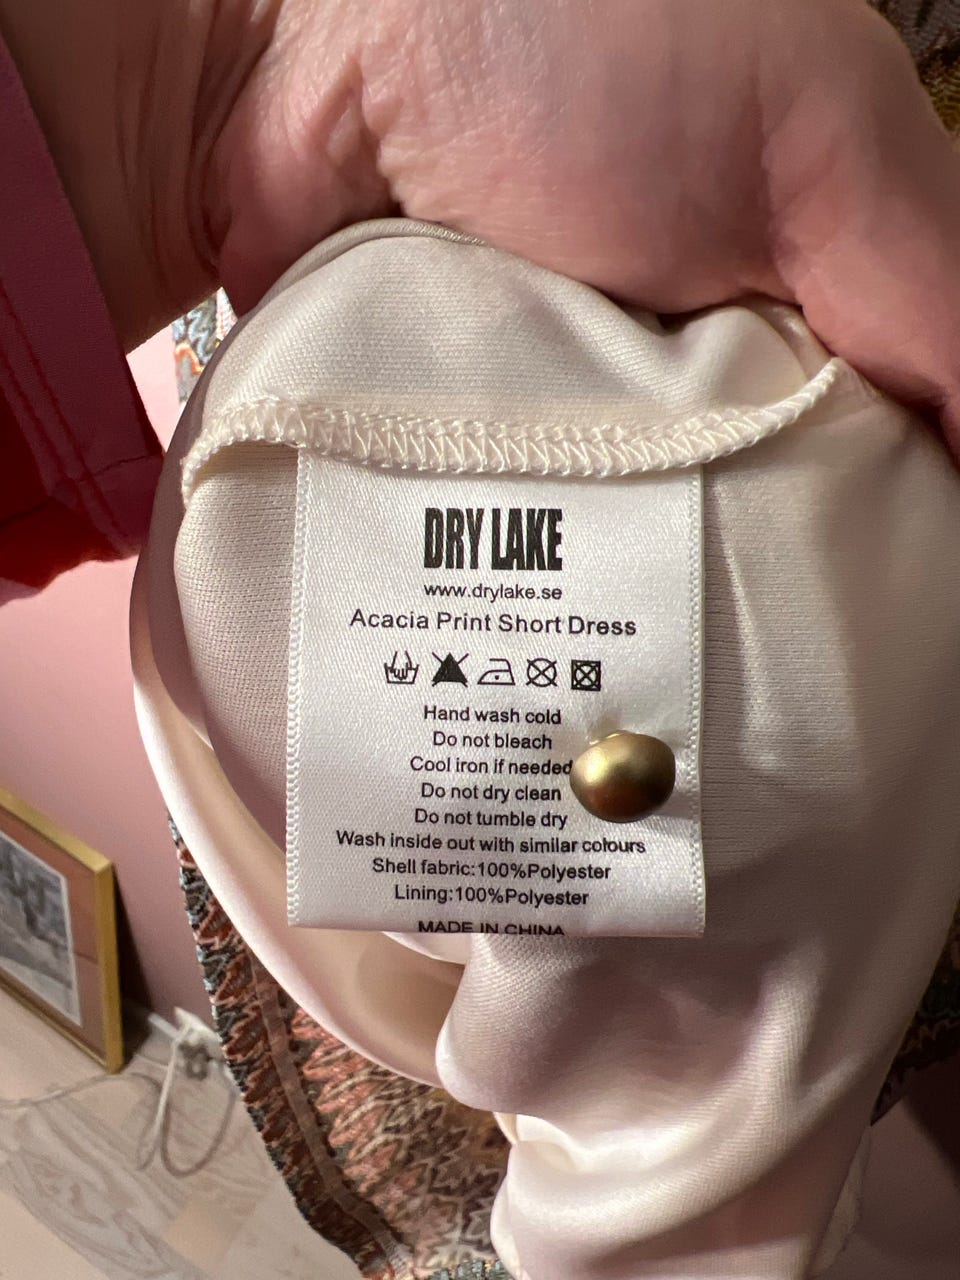 DRY LAKE
www.drylake.se
Acacia Print Short Dress
Hand wash cold
Do not bleach
Cool iron if needed
Do not dry clean
Do not tumble dry
Wash inside out with similar colours
Shell fabric:100%Polyester
Lining:100%Polyester
MADE IN CHINA